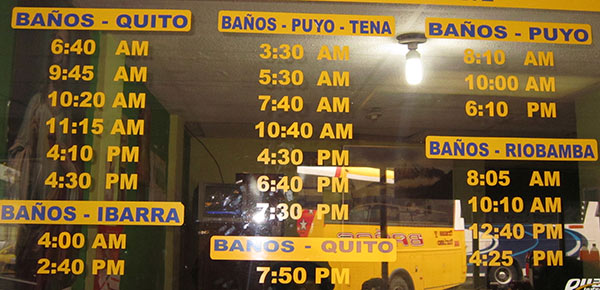 BAÑOS - QUITO
6:40 AM
9:45 AM
10:20 AM
11:15 AM
4:10 PM
4:30 PM
BAÑOS - IBARRA
4:00 AM
2:40 PM
BAÑOS - PUYO - TENA
3:30 AM
5:30 AM
7:40 AM
10:40 AM
4:30 PM
6:40 PM
7:30 PM
BAÑOS - QUITO
7:50 PM
BAÑOS - PUYO
8:10 AM
10:00 AM
6:10 PM
BAÑOS - RIOBAMBA
8:05 AM
10:10 AM
12:40 PM
4:25 PM